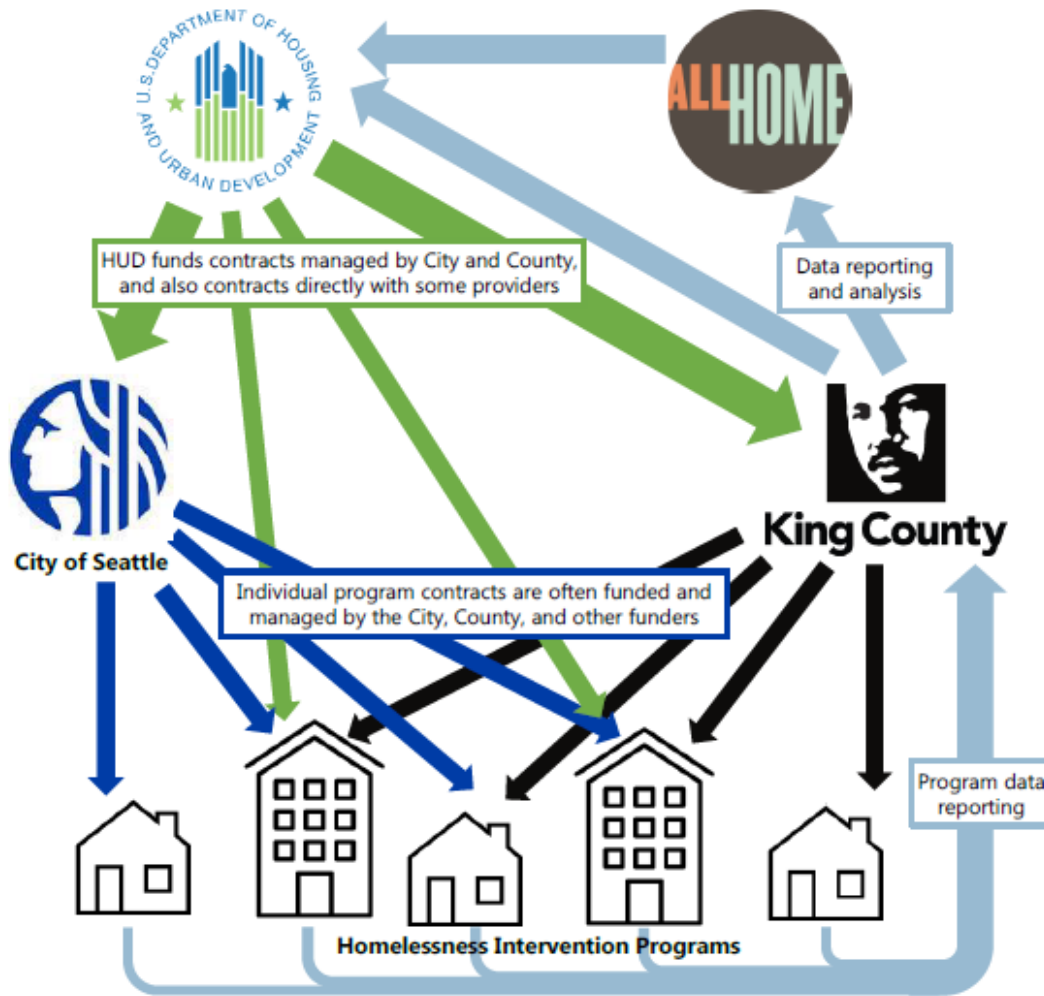 U.S. DEPARTMENT OF HOUSING
AND URBAN DEVELOPMENT
ALL
HOME
HUD funds contracts managed by City and County,
and also contracts directly with some providers
Data reporting
and analysis
City of Seattle
King County
Individual program contracts are often funded and
managed by the City, County, and other funders
Program data
reporting
Homelessness Intervention Programs